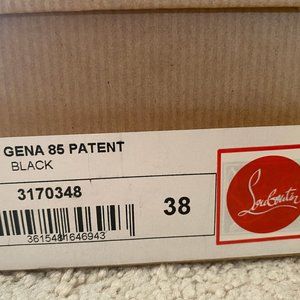 GENA 85 PATENT
BLACK
3170348
38
3615481646943
Louboutin